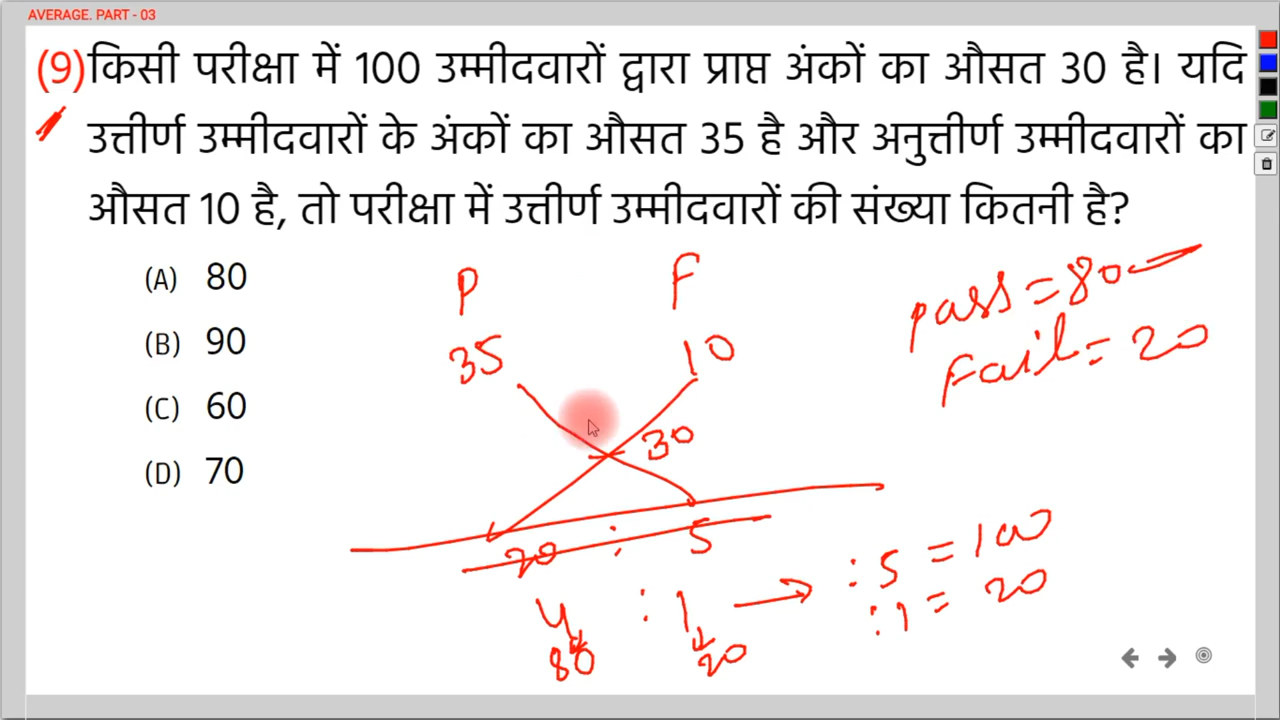 AVERAGE. PART - 03
(9) किसी परीक्षा में 100 उम्मीदवारों द्वारा प्राप्त अंकों का औसत 30 है। यदि
उत्तीर्ण उम्मीदवारों के अंकों का औसत 35 है और अनुत्तीर्ण उम्मीदवारों का
औसत 10 है, तो परीक्षा में उत्तीर्ण उम्मीदवारों की संख्या कितनी है?
(A) 80
(B) 90
(C) 60
(D) 70
P F
35 10
30
20 : 5
4 : 1
80 20
: 5 = 100
: 1 = 20
pass = 80
Fail = 20